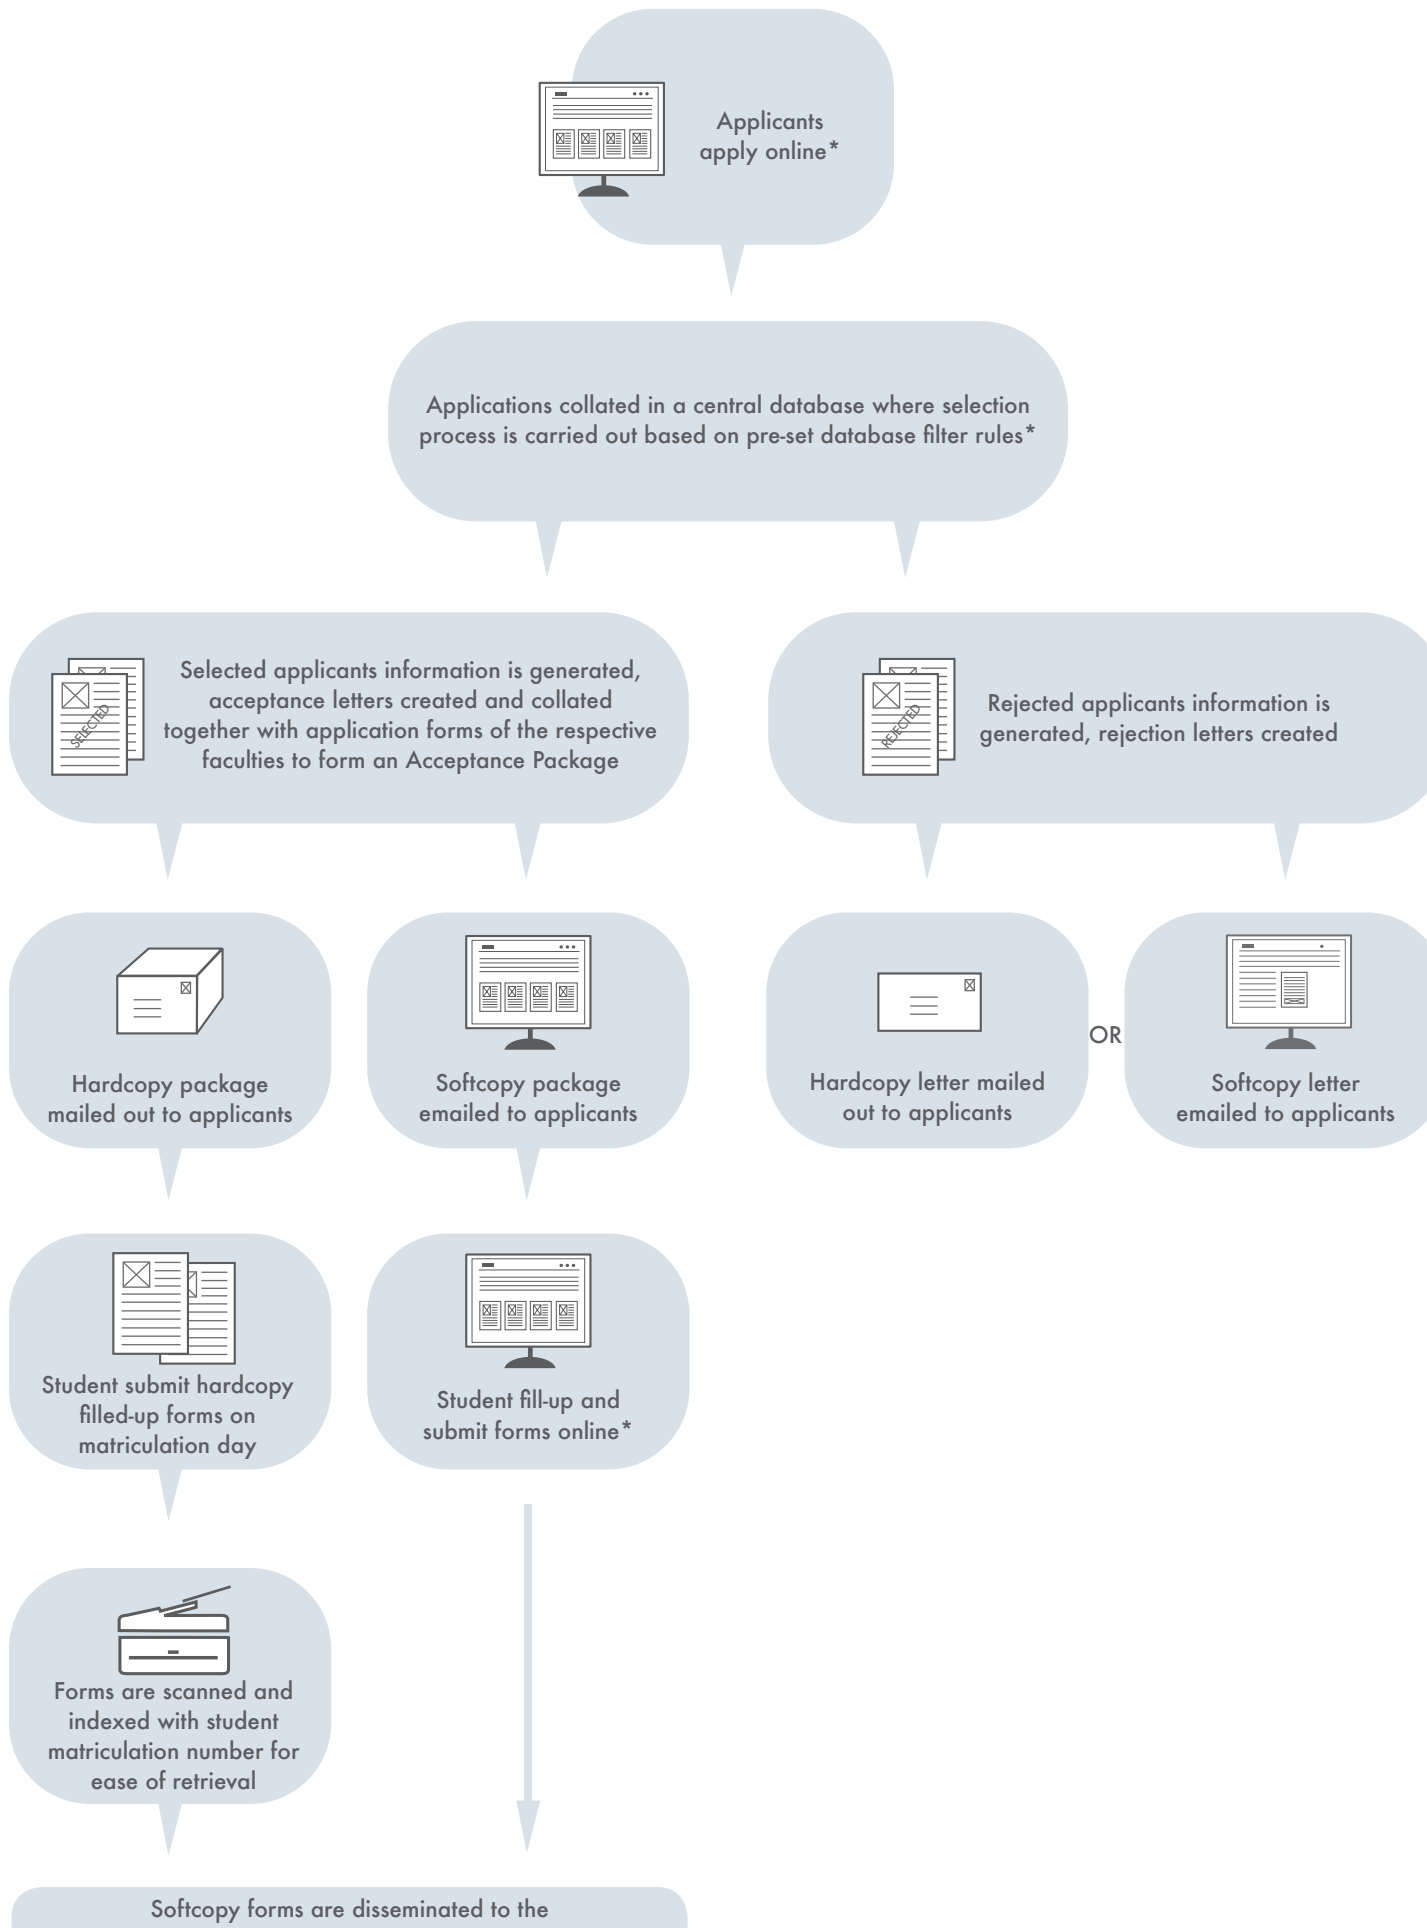 Applicants
apply online*
Applications collated in a central database where selection
process is carried out based on pre-set database filter rules*
SELECTED
Selected applicants information is generated,
acceptance letters created and collated
together with application forms of the respective
faculties to form an Acceptance Package
REJECTED
Rejected applicants information is
generated, rejection letters created
Hardcopy package
mailed out to applicants
Softcopy package
emailed to applicants
Hardcopy letter mailed
out to applicants
OR
Softcopy letter
emailed to applicants
Student submit hardcopy
filled-up forms on
matriculation day
Student fill-up and
submit forms online*
Forms are scanned and
indexed with student
matriculation number for
ease of retrieval
Softcopy forms are disseminated to the